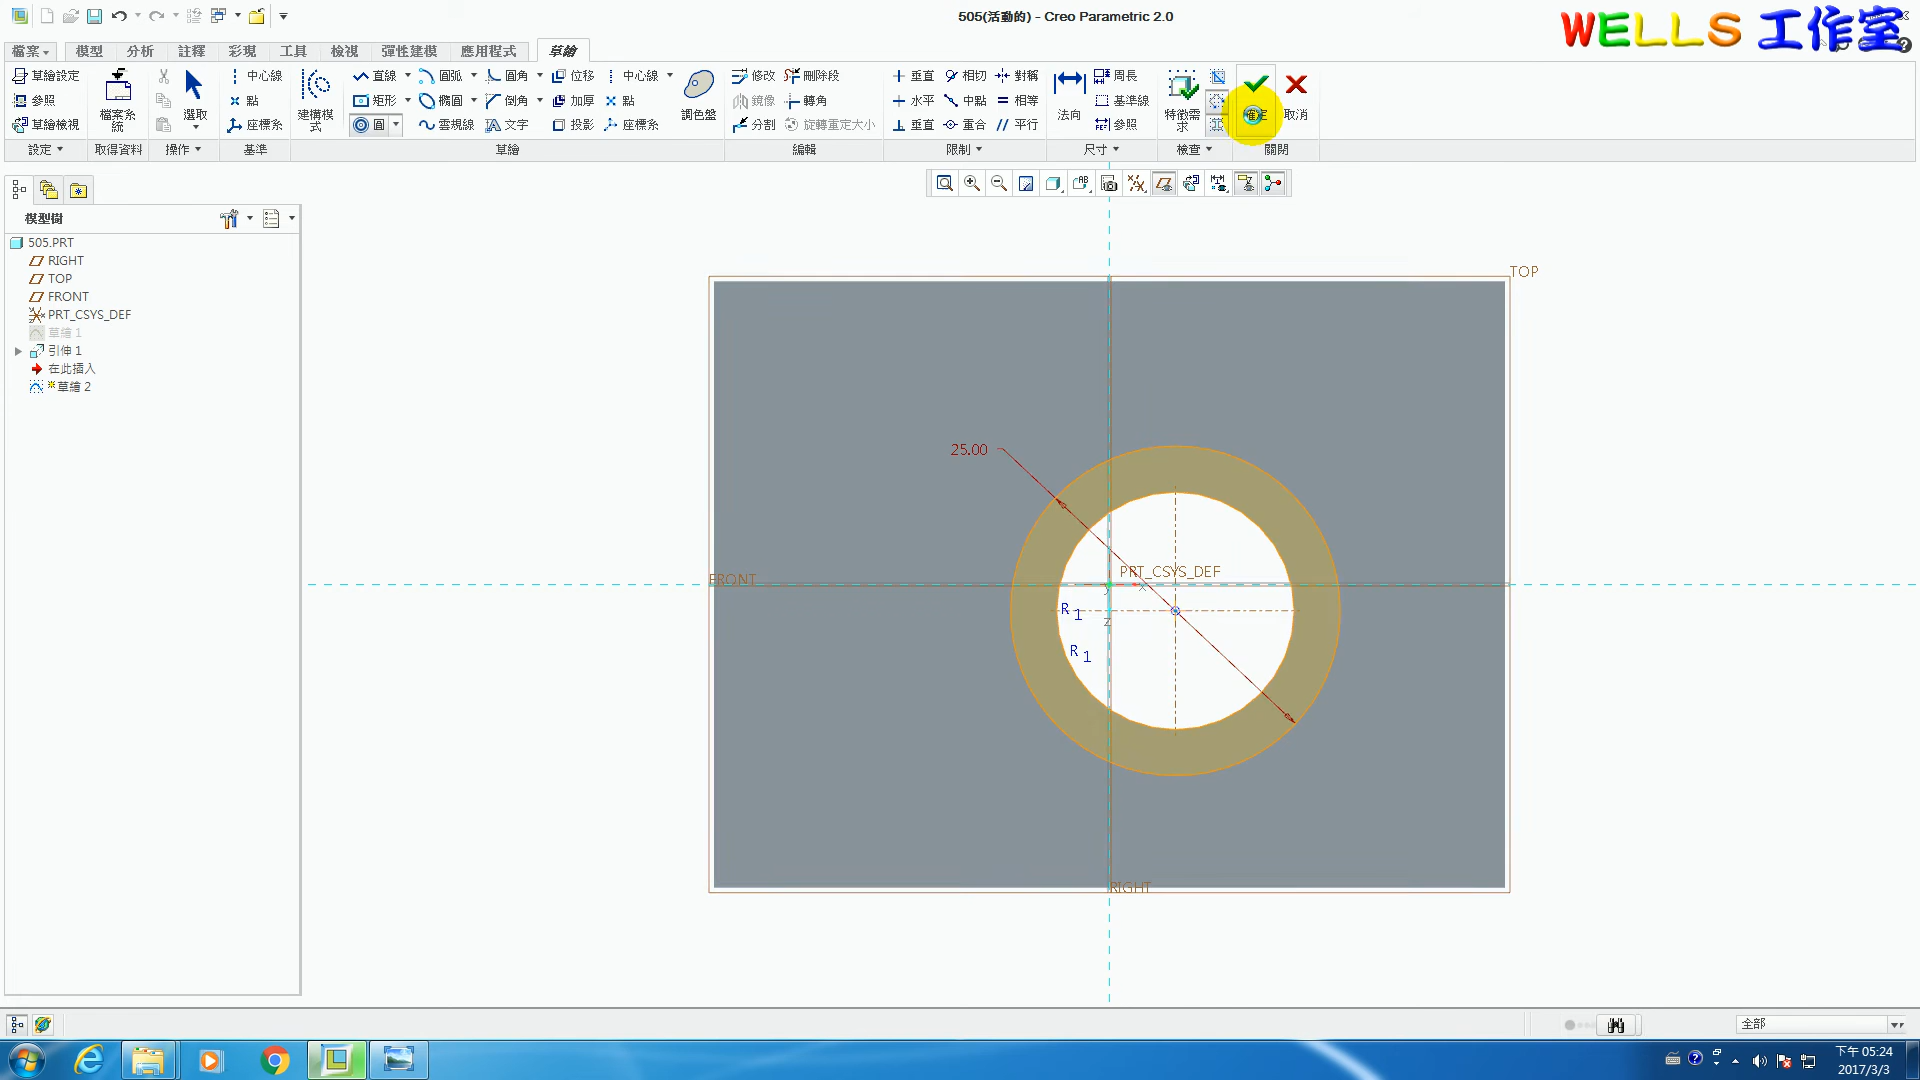 505(活動的) - Creo Parametric 2.0
WELLS 工作室
檔案 模型 分析 註釋 彩現 工具 檢視 彈性建模 應用程式 草繪
草繪設定 中心線 直線 圓弧 圓角 位移 中心線 修改 刪除段 垂直 相切 對稱 周長
參照 點 矩形 橢圓 倒角 加厚 點 鏡像 轉角 水平 中點 相等 基準線
草繪檢視 座標系 圓 雲規線 文字 投影 座標系 分割 旋轉重定大小 垂直 重合 平行 參照
檔案系統 選取 建構模式 調色盤 法向 特徵需求 確定 取消
設定 取得資料 操作 基準 草繪 編輯 限制 尺寸 檢查 關閉
模型樹
505.PRT
RIGHT
TOP
FRONT
PRT_CSYS_DEF
草繪 1
引伸 1
在此插入
草繪 2
TOP
25.00
FRONT
PRT_CSYS_DEF
X
Y
R 1
Z
R 1
RIGHT
全部
下午 05:24
2017/3/3